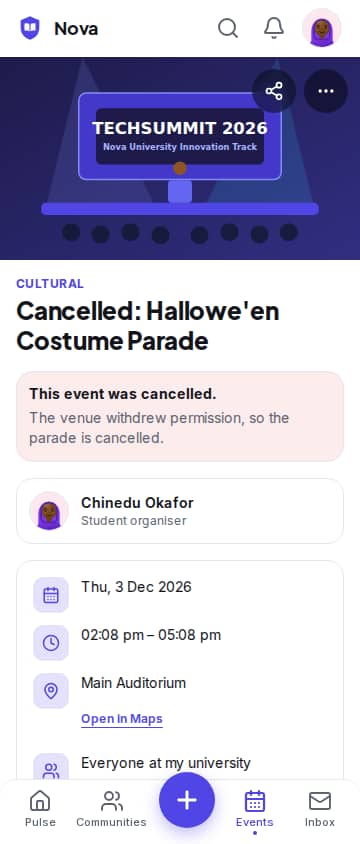 Nova
TECHSUMMIT 2026
Nova University Innovation Track
CULTURAL
Cancelled: Hallowe'en
Costume Parade
This event was cancelled.
The venue withdrew permission, so the
parade is cancelled.
Chinedu Okafor
Student organiser
Thu, 3 Dec 2026
02:08 pm – 05:08 pm
Main Auditorium
Open in Maps
Everyone at my university
Pulse
Communities
Events
Inbox